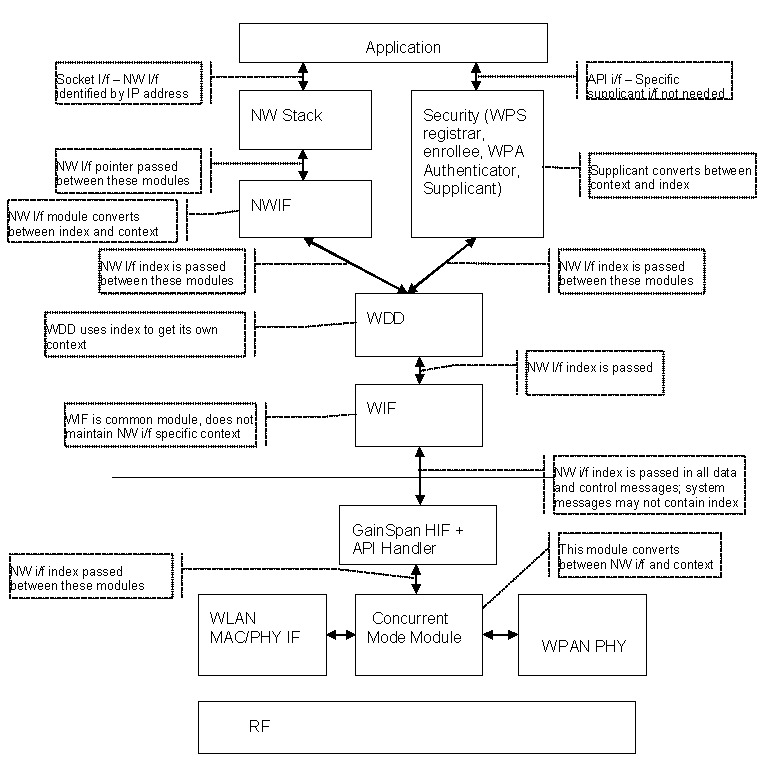 Application
Socket I/f – NW I/f
identified by IP address
API i/f – Specific
supplicant i/f not needed
NW Stack
Security (WPS
registrar,
enrollee, WPA
Authenticator,
Supplicant)
NW I/f pointer passed
between these modules
Supplicant converts between
context and index
NWIF
NW I/f module converts
between index and context
NW I/f index is passed
between these modules
NW I/f index is passed
between these modules
WDD
WDD uses index to get its own
context
NW I/f index is passed
WIF
WIF is common module, does not
maintain NW i/f specific context
NW i/f index is passed in all data
and control messages; system
messages may not contain index
GainSpan HIF +
API Handler
This module converts
between NW i/f and context
NW i/f index passed
between these modules
WLAN
MAC/PHY IF
Concurrent
Mode Module
WPAN PHY
RF